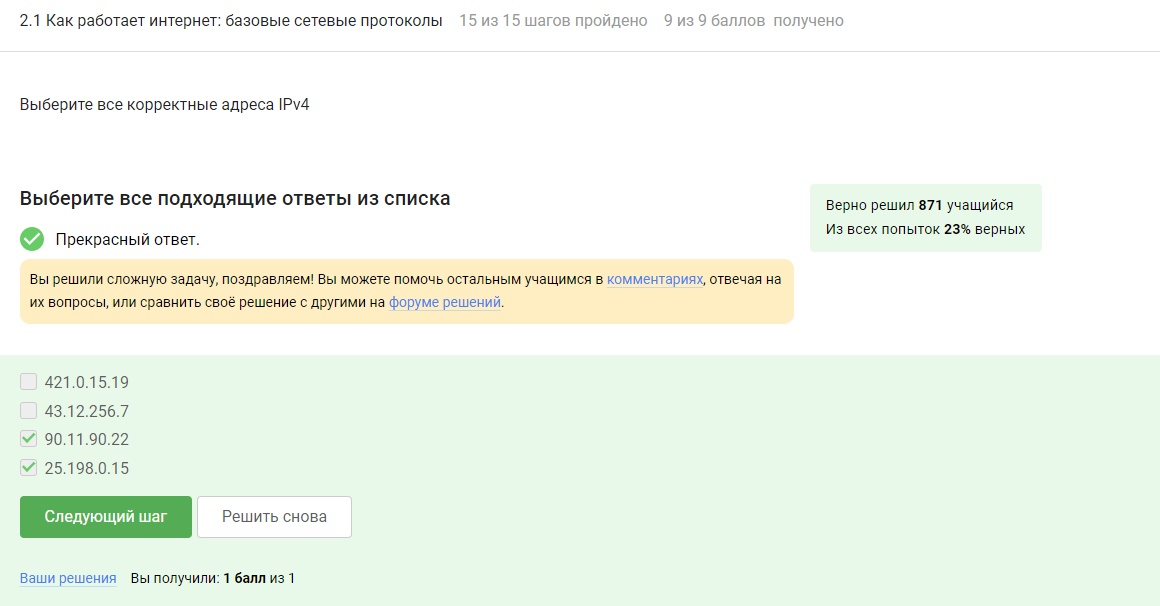 2.1 Как работает интернет: базовые сетевые протоколы 15 из 15 шагов пройдено 9 из 9 баллов получено
Выберите все корректные адреса IPv4
Выберите все подходящие ответы из списка
Верно решил 871 учащийся
Из всех попыток 23% верных
Прекрасный ответ.
Вы решили сложную задачу, поздравляем! Вы можете помочь остальным учащимся в комментариях, отвечая на
их вопросы, или сравнить своё решение с другими на форуме решений.
421.0.15.19
43.12.256.7
90.11.90.22
25.198.0.15
Следующий шаг Решить снова
Ваши решения Вы получили: 1 балл из 1